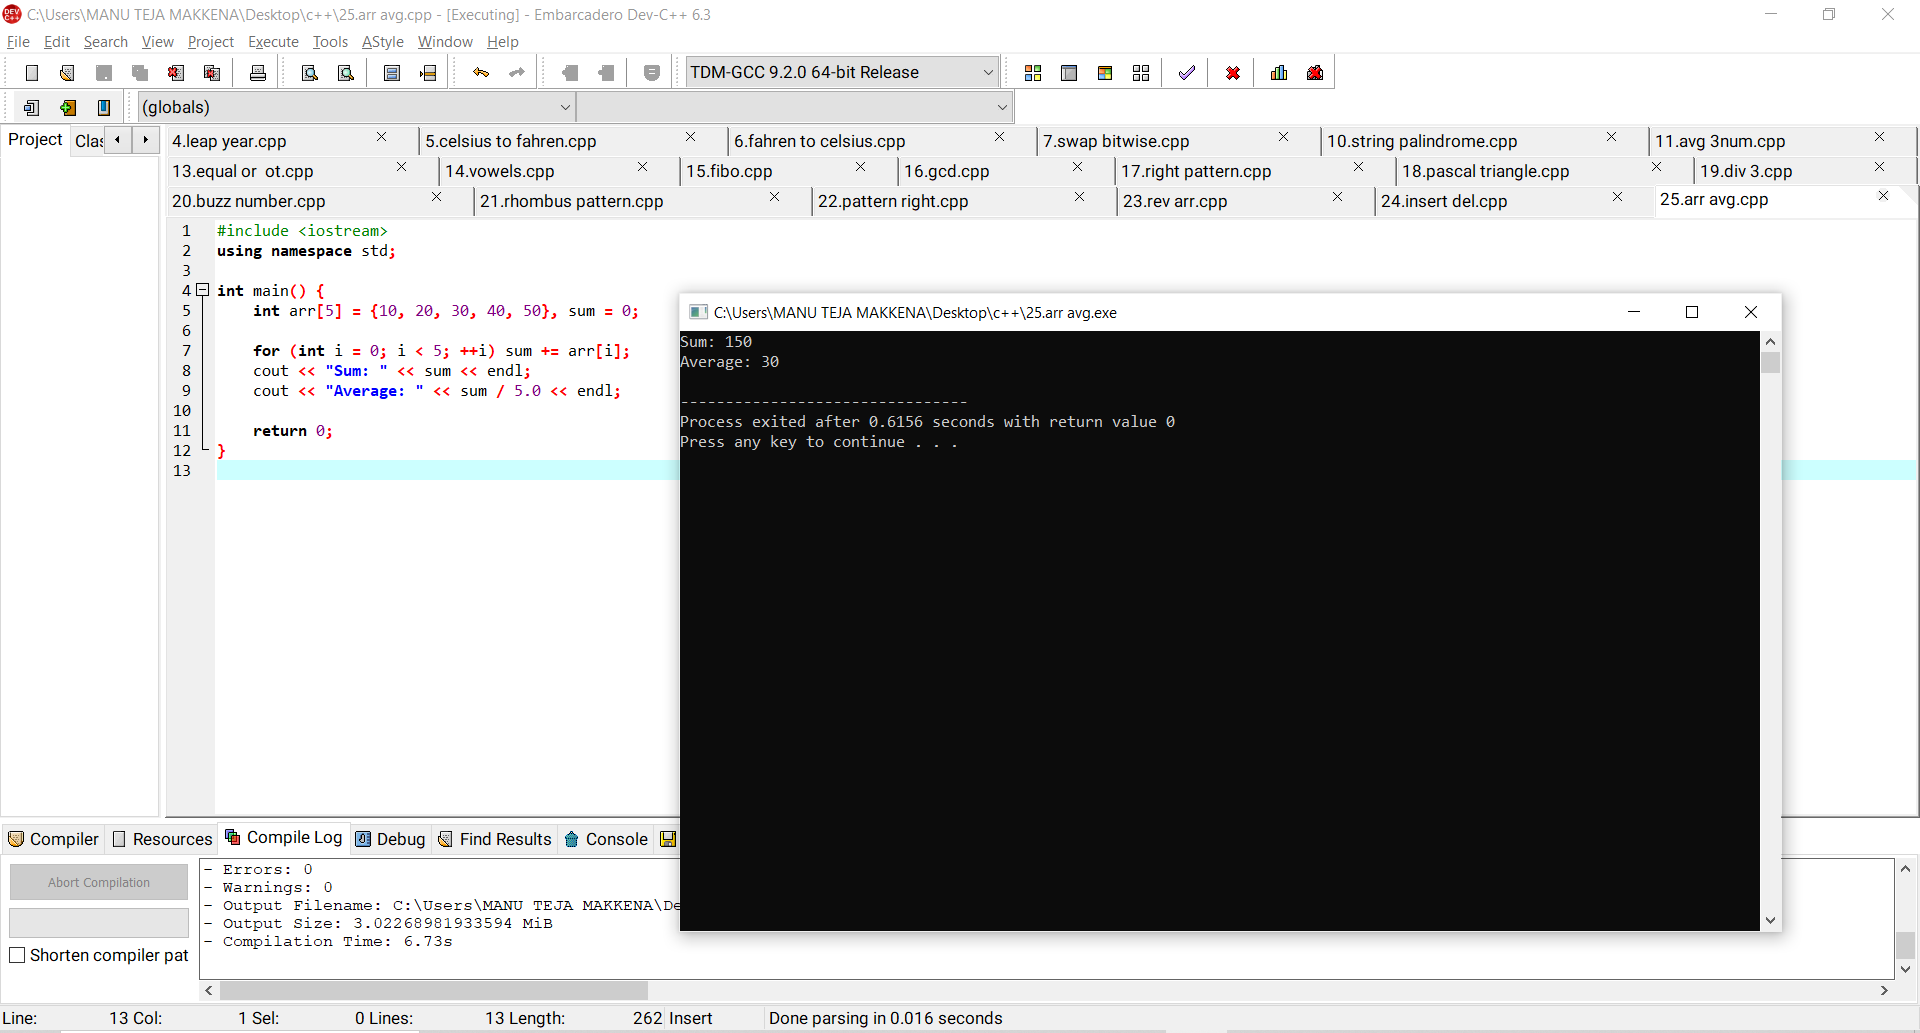 C:\Users\MANU TEJA MAKKENA\Desktop\c++\25.arr avg.cpp - [Executing] - Embarcadero Dev-C++ 6.3
File Edit Search View Project Execute Tools AStyle Window Help
TDM-GCC 9.2.0 64-bit Release
(globals)
Project Clas
4.leap year.cpp 5.celsius to fahren.cpp 6.fahren to celsius.cpp 7.swap bitwise.cpp 10.string palindrome.cpp 11.avg 3num.cpp
13.equal or ot.cpp 14.vowels.cpp 15.fibo.cpp 16.gcd.cpp 17.right pattern.cpp 18.pascal triangle.cpp 19.div 3.cpp
20.buzz number.cpp 21.rhombus pattern.cpp 22.pattern right.cpp 23.rev arr.cpp 24.insert del.cpp 25.arr avg.cpp
1 #include <iostream>
2 using namespace std;
3
4 int main() {
5 int arr[5] = {10, 20, 30, 40, 50}, sum = 0;
6
7 for (int i = 0; i < 5; ++i) sum += arr[i];
8 cout << "Sum: " << sum << endl;
9 cout << "Average: " << sum / 5.0 << endl;
10
11 return 0;
12 }
13
C:\Users\MANU TEJA MAKKENA\Desktop\c++\25.arr avg.exe
Sum: 150
Average: 30
--------------------------------
Process exited after 0.6156 seconds with return value 0
Press any key to continue . . .
Compiler Resources Compile Log Debug Find Results Console
Abort Compilation
Shorten compiler pat
- Errors: 0
- Warnings: 0
- Output Filename: C:\Users\MANU TEJA MAKKENA\De
- Output Size: 3.02268981933594 MiB
- Compilation Time: 6.73s
Line: 13 Col: 1 Sel: 0 Lines: 13 Length: 262 Insert Done parsing in 0.016 seconds